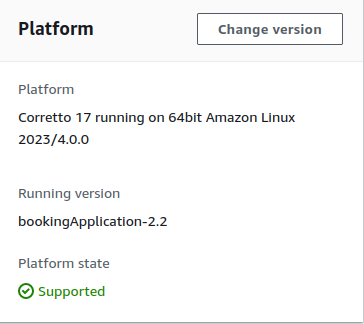 Platform
Change version
Platform
Corretto 17 running on 64bit Amazon Linux
2023/4.0.0
Running version
bookingApplication-2.2
Platform state
Supported